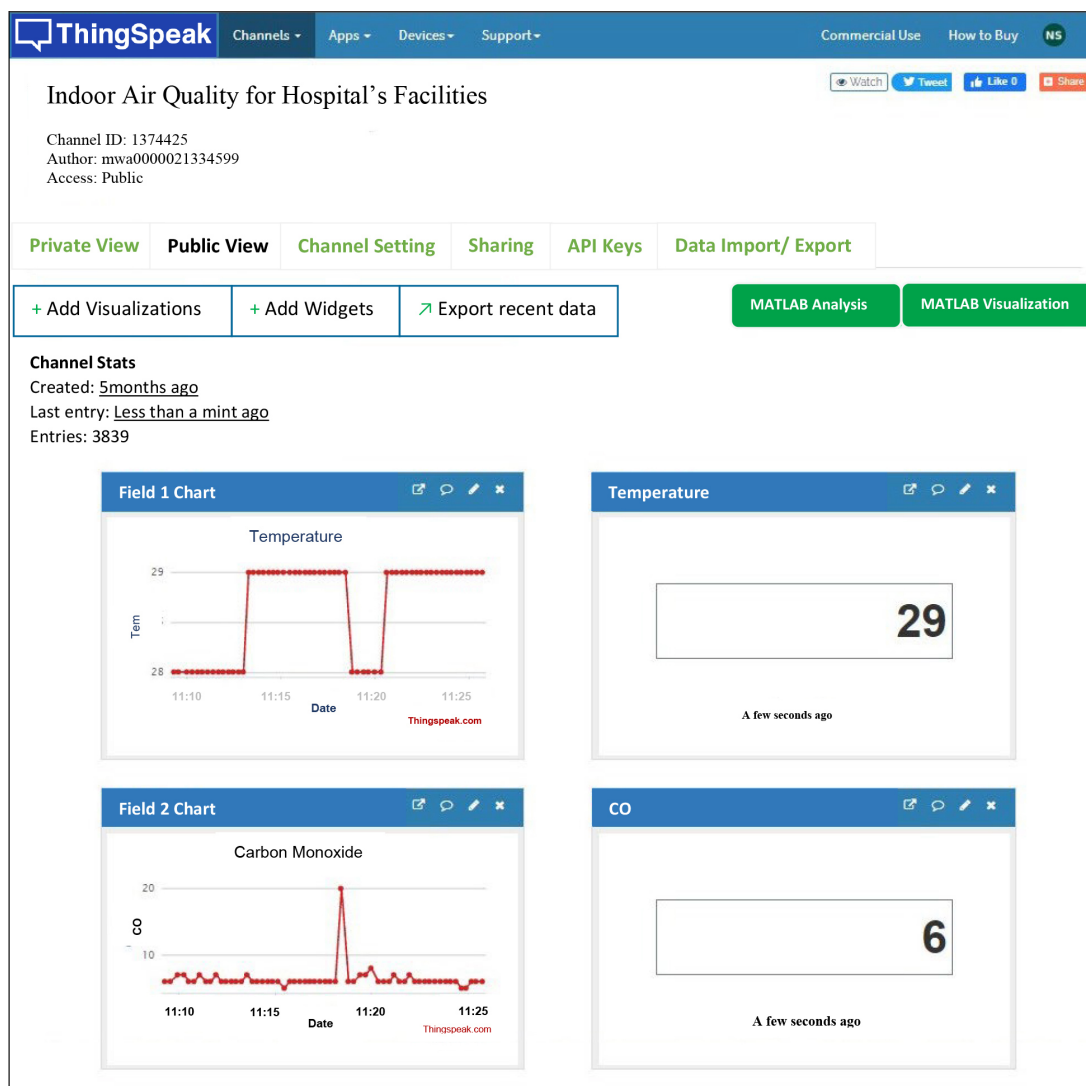 ThingSpeak Channels Apps Devices Support Commercial Use How to Buy NS
Watch Tweet Like 0 Share
Indoor Air Quality for Hospital's Facilities
Channel ID: 1374425
Author: mwa0000021334599
Access: Public
Private View Public View Channel Setting Sharing API Keys Data Import/ Export
+ Add Visualizations + Add Widgets Export recent data MATLAB Analysis MATLAB Visualization
Channel Stats
Created: 5months ago
Last entry: Less than a mint ago
Entries: 3839
Field 1 Chart
Temperature
29
Tem
28
11:10 11:15 11:20 11:25
Date
Thingspeak.com
Temperature
29
A few seconds ago
Field 2 Chart
Carbon Monoxide
20
CO
10
11:10 11:15 11:20 11:25
Date
Thingspeak.com
CO
6
A few seconds ago